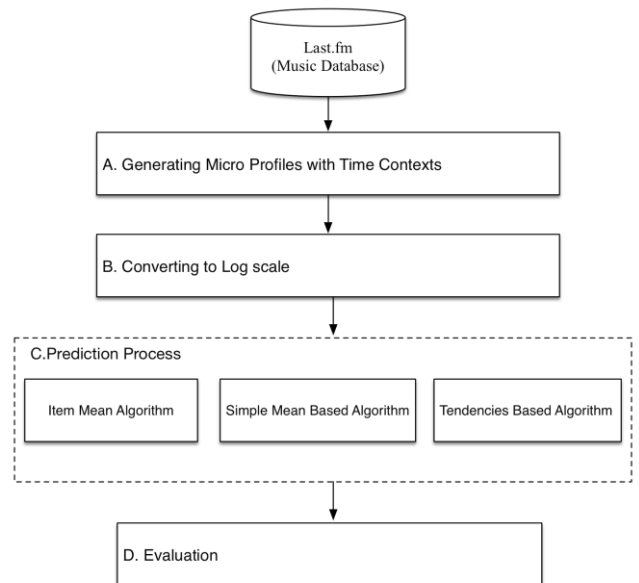 Last.fm
(Music Database)
A. Generating Micro Profiles with Time Contexts
B. Converting to Log scale
C.Prediction Process
Item Mean Algorithm
Simple Mean Based Algorithm
Tendencies Based Algorithm
D. Evaluation